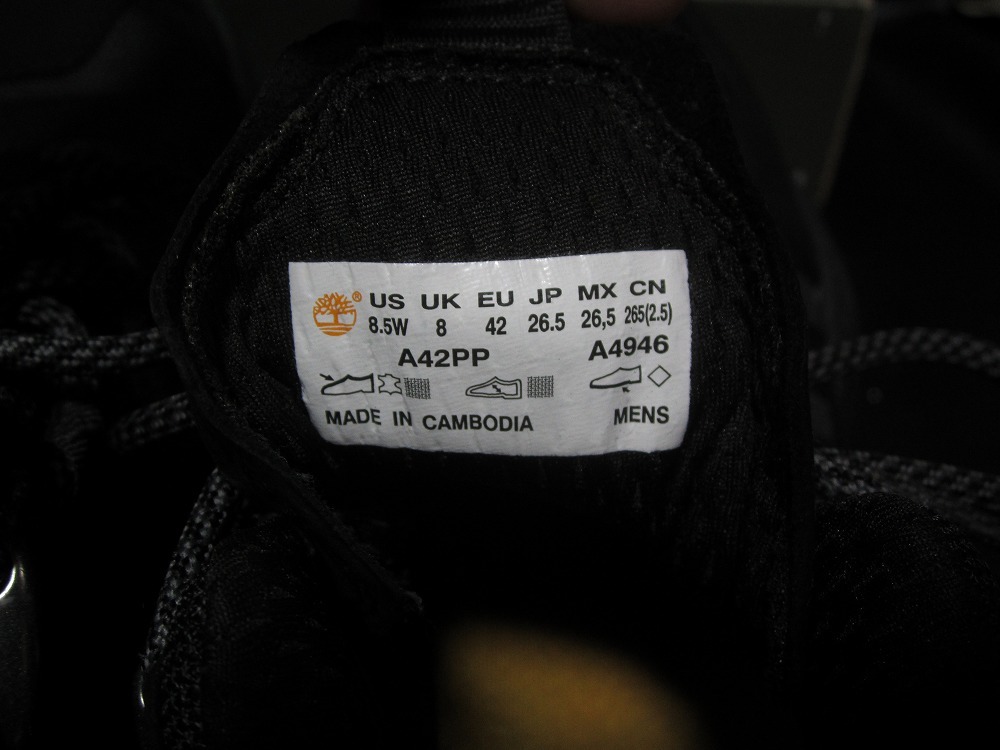 ® US UK EU JP MX CN
8.5W 8 42 26.5 26,5 265(2.5)
A42PP A4946
MADE IN CAMBODIA MENS